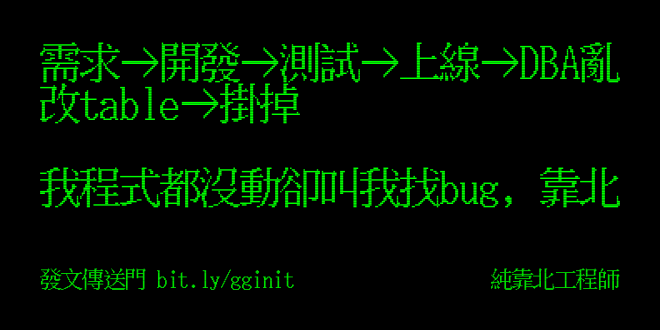 需求→開發→測試→上線→DBA亂
改table→掛掉
我程式都沒動卻叫我找bug, 靠北
發文傳送門 bit.ly/gginit
純靠北工程師